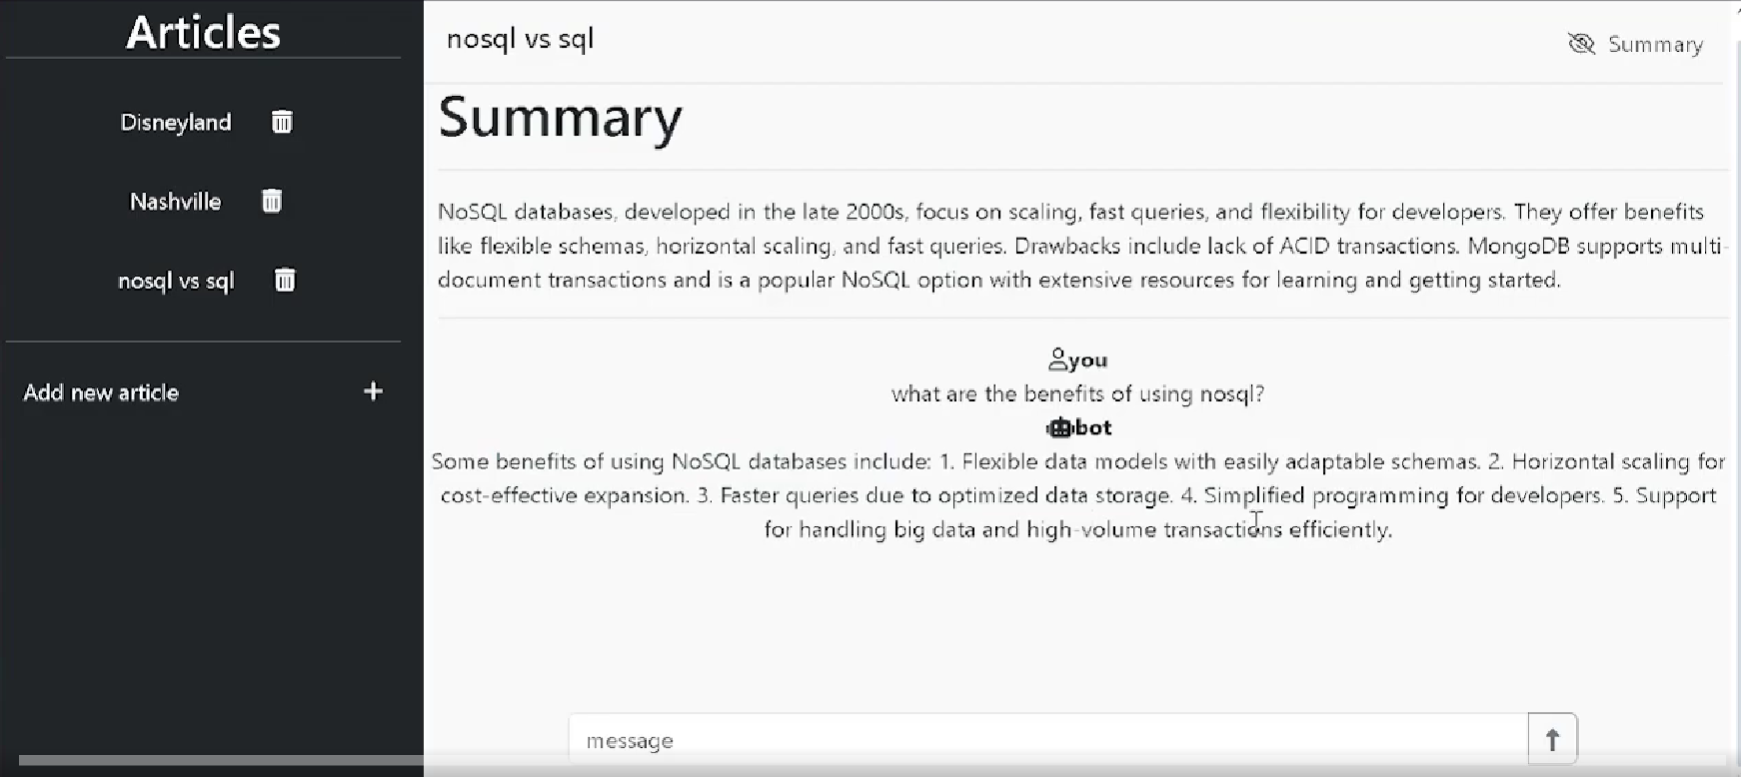 Articles
Disneyland
Nashville
nosql vs sql
Add new article
nosql vs sql
Summary
Summary
NoSQL databases, developed in the late 2000s, focus on scaling, fast queries, and flexibility for developers. They offer benefits
like flexible schemas, horizontal scaling, and fast queries. Drawbacks include lack of ACID transactions. MongoDB supports multi-
document transactions and is a popular NoSQL option with extensive resources for learning and getting started.
you
what are the benefits of using nosql?
bot
Some benefits of using NoSQL databases include: 1. Flexible data models with easily adaptable schemas. 2. Horizontal scaling for
cost-effective expansion. 3. Faster queries due to optimized data storage. 4. Simplified programming for developers. 5. Support
for handling big data and high-volume transactions efficiently.
message